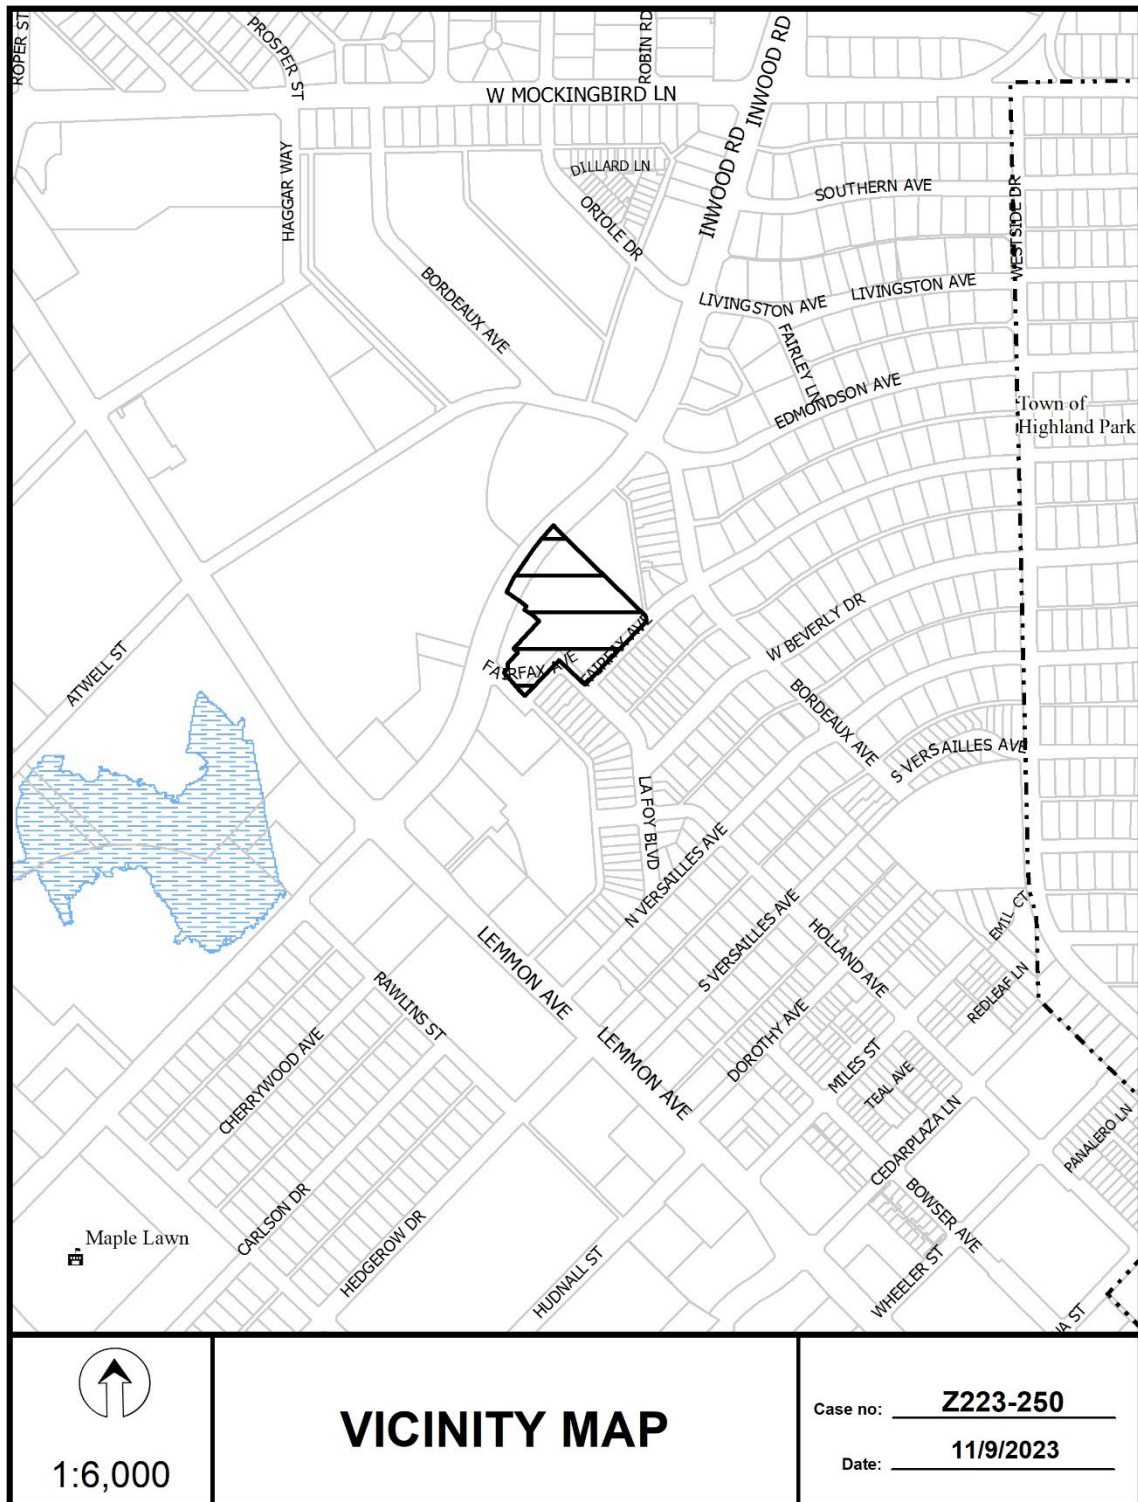 ROPER ST
PROSPER ST
ROBIN RD
INWOOD RD
W MOCKINGBIRD LN
HAGGAR WAY
DILLARD LN
INWOOD RD
SOUTHERN AVE
WESTSIDE DR
ORIOLE DR
BORDEAUX AVE
LIVINGSTON AVE
LIVINGSTON AVE
FAIRLEY LN
EDMONDSON AVE
Town of
Highland Park
ATWELL ST
FAIRFAX AVE
FAIRFAX AVE
W BEVERLY DR
BORDEAUX AVE
S VERSAILLES AVE
LA FOY BLVD
N VERSAILLES AVE
S VERSAILLES AVE
HOLLAND AVE
EMIL CT
REDLEAF LN
LEMMON AVE
RAWLINS ST
LEMMON AVE
DOROTHY AVE
MILES ST
TEAL AVE
CHERRYWOOD AVE
CEDARPLAZA LN
PANALERO LN
CARLSON DR
HEDGEROW DR
HUDNALL ST
BOWSER AVE
WHEELER ST
Maple Lawn
ST
1:6,000
VICINITY MAP
Case no: Z223-250
Date: 11/9/2023